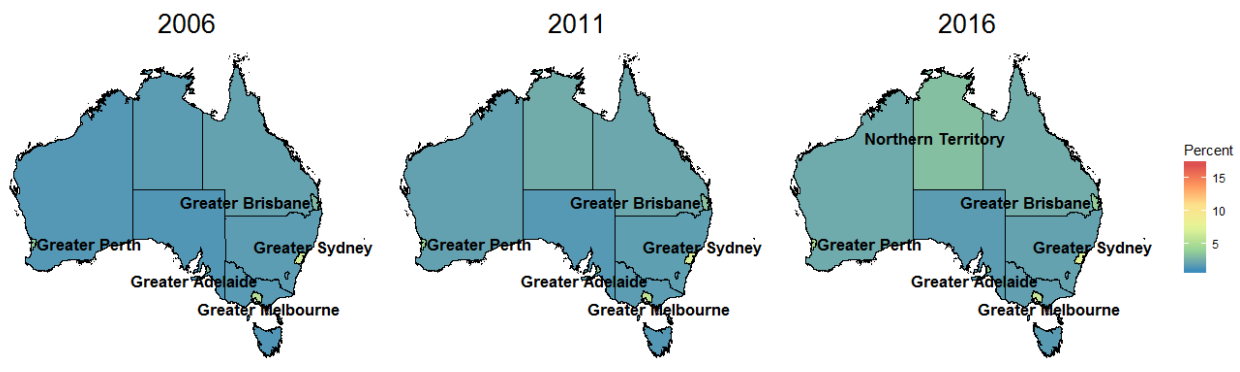 2006
2011
2016
Greater Brisbane
Greater Perth
Greater Sydney
Greater Adelaide
Greater Melbourne
Greater Brisbane
Greater Perth
Greater Sydney
Greater Adelaide
Greater Melbourne
Northern Territory
Greater Brisbane
Greater Perth
Greater Sydney
Greater Adelaide
Greater Melbourne
Percent
15
10
5